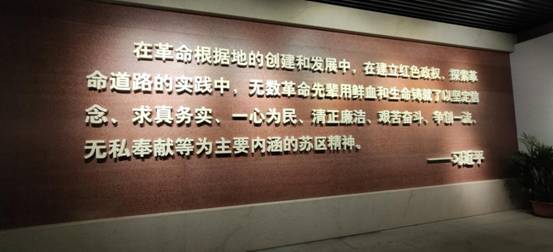 在革命根据地的创建和发展中，在建立红色政权、探索革
命道路的实践中，无数革命先辈用鲜血和生命铸就了以坚定信
念、求真务实、一心为民、清正廉洁、艰苦奋斗、争创一流、
无私奉献等为主要内涵的苏区精神。
——习近平